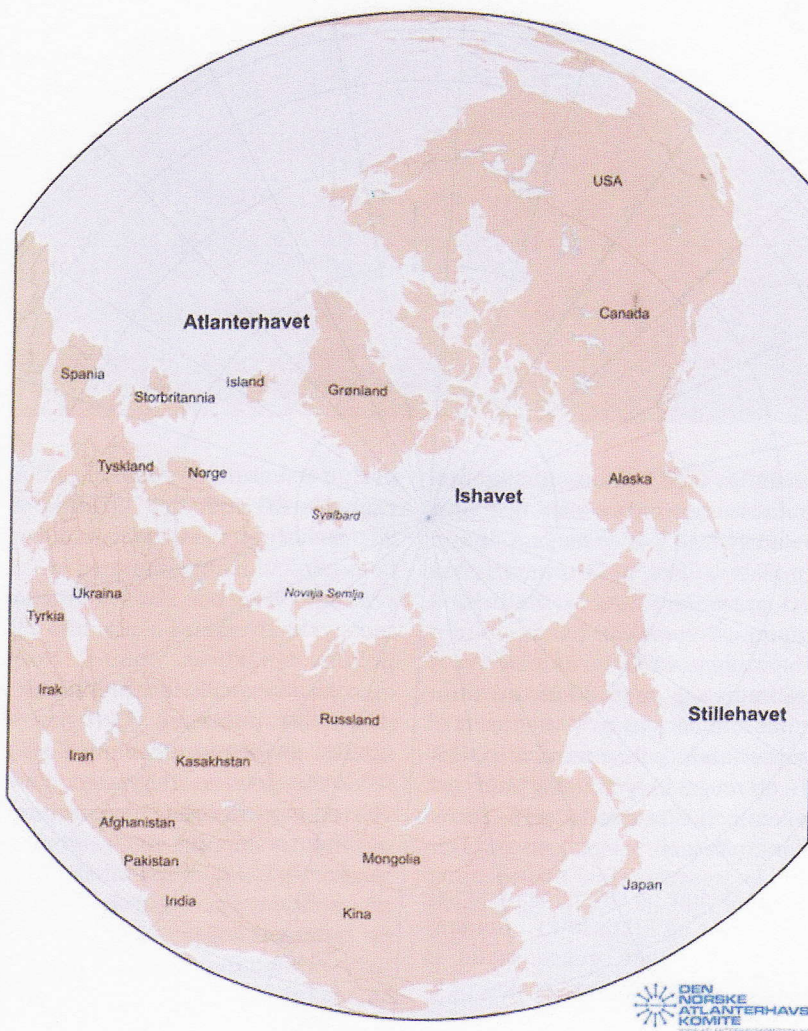 USA
Canada
Atlanterhavet
Spania
Storbritannia
Island
Grønland
Tyskland
Norge
Alaska
Ishavet
Svalbard
Ukraina
Novaja Semlja
Tyrkia
Irak
Russland
Stillehavet
Iran
Kasakhstan
Afghanistan
Pakistan
Mongolia
India
Kina
Japan
DEN
NORSKE
ATLANTERHAVS
KOMITE